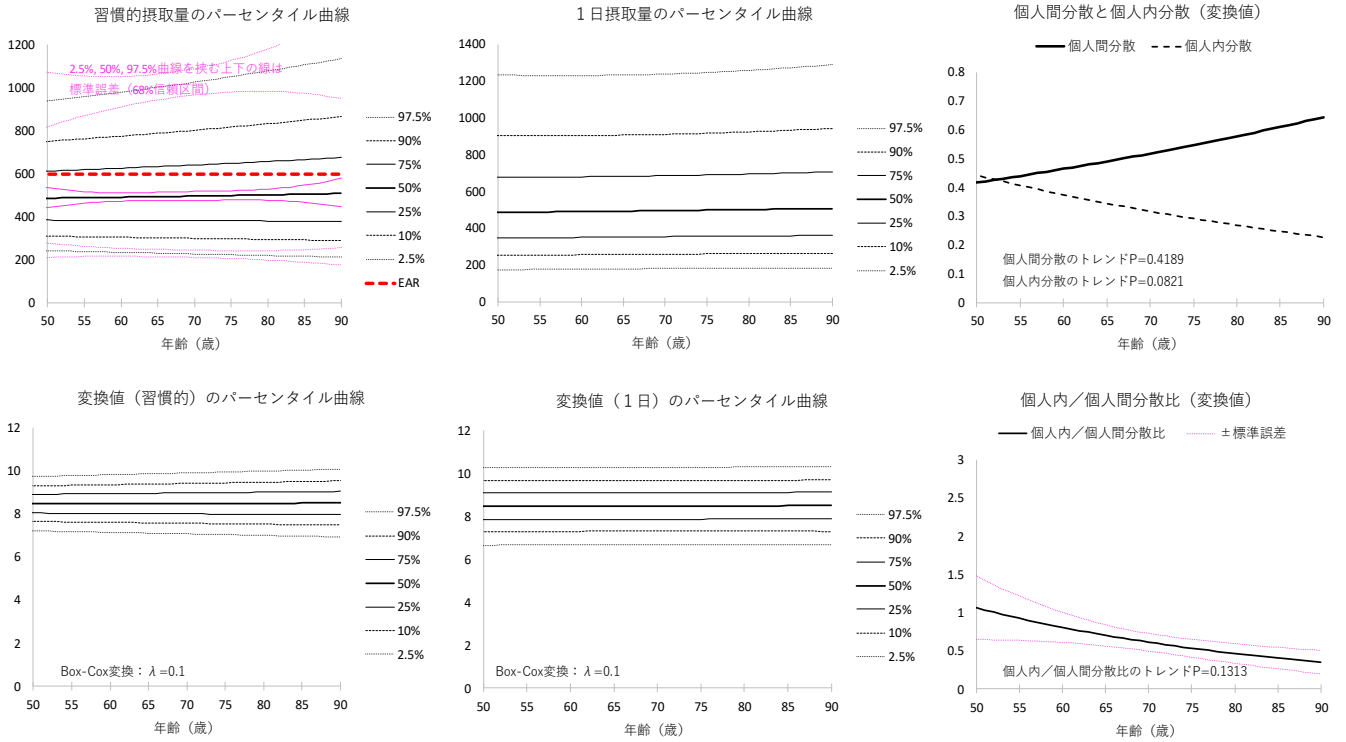 習慣的摂取量のパーセンタイル曲線
1200
1000
800
600
400
200
0
50 55 60 65 70 75 80 85 90
年齢（歳）
2.5%, 50%, 97.5%曲線を挟む上下の線は
標準誤差（68%信頼区間）
97.5%
90%
75%
50%
25%
10%
2.5%
EAR
１日摂取量のパーセンタイル曲線
1400
1200
1000
800
600
400
200
0
50 55 60 65 70 75 80 85 90
年齢（歳）
97.5%
90%
75%
50%
25%
10%
2.5%
個人間分散と個人内分散（変換値）
個人間分散 個人内分散
0.8
0.7
0.6
0.5
0.4
0.3
0.2
0.1
0
個人間分散のトレンドP=0.4189
個人内分散のトレンドP=0.0821
50 55 60 65 70 75 80 85 90
年齢（歳）
変換値（習慣的）のパーセンタイル曲線
12
10
8
6
4
2
0
Box-Cox変換：λ=0.1
50 55 60 65 70 75 80 85 90
年齢（歳）
97.5%
90%
75%
50%
25%
10%
2.5%
変換値（１日）のパーセンタイル曲線
12
10
8
6
4
2
0
Box-Cox変換：λ=0.1
50 55 60 65 70 75 80 85 90
年齢（歳）
97.5%
90%
75%
50%
25%
10%
2.5%
個人内／個人間分散比（変換値）
個人内／個人間分散比 ±標準誤差
3
2.5
2
1.5
1
0.5
0
個人内／個人間分散比のトレンドP=0.1313
50 55 60 65 70 75 80 85 90
年齢（歳）